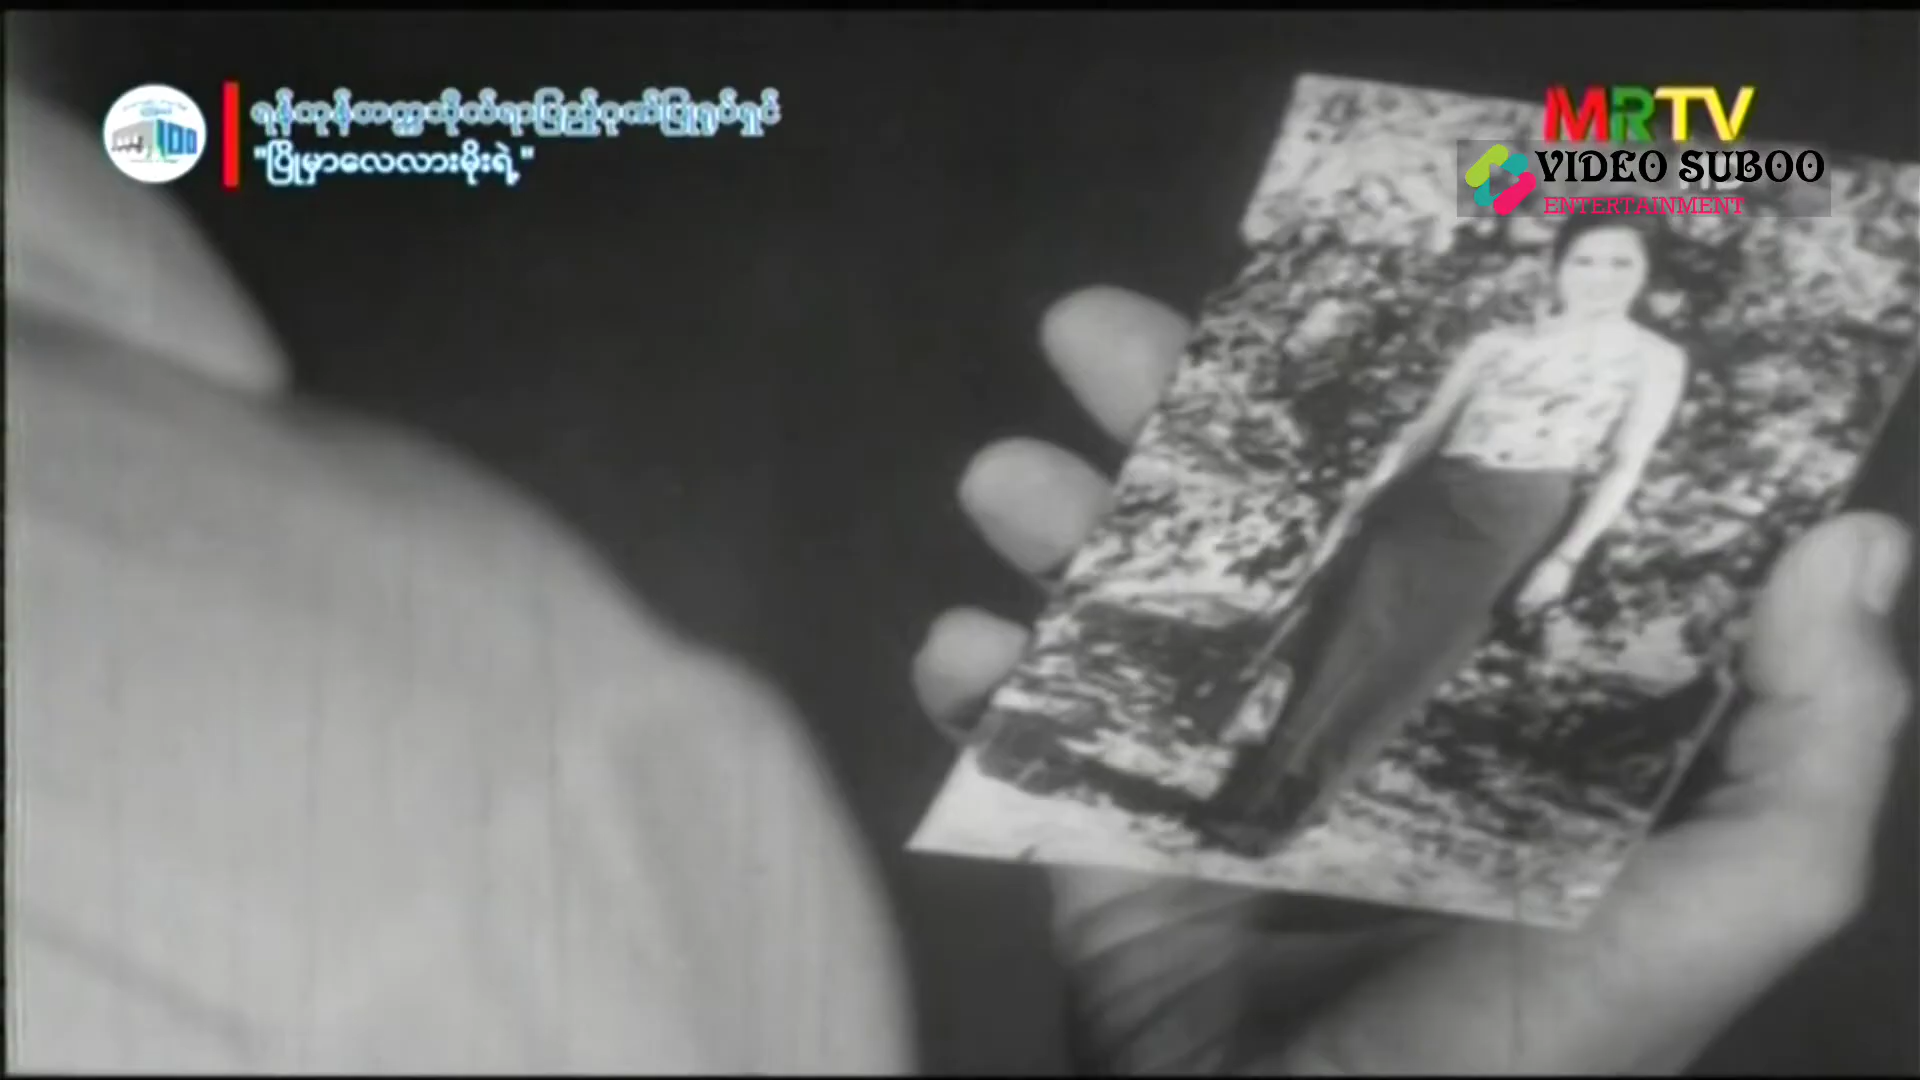 ရန်ကုန်တက္ကသိုလ်ရာပြည့်ဂုဏ်ပြုရုပ်ရှင်
"ပြိုမှာလေလားမိုးရဲ့"
100
MRTV
VIDEO SUBOO
ENTERTAINMENT